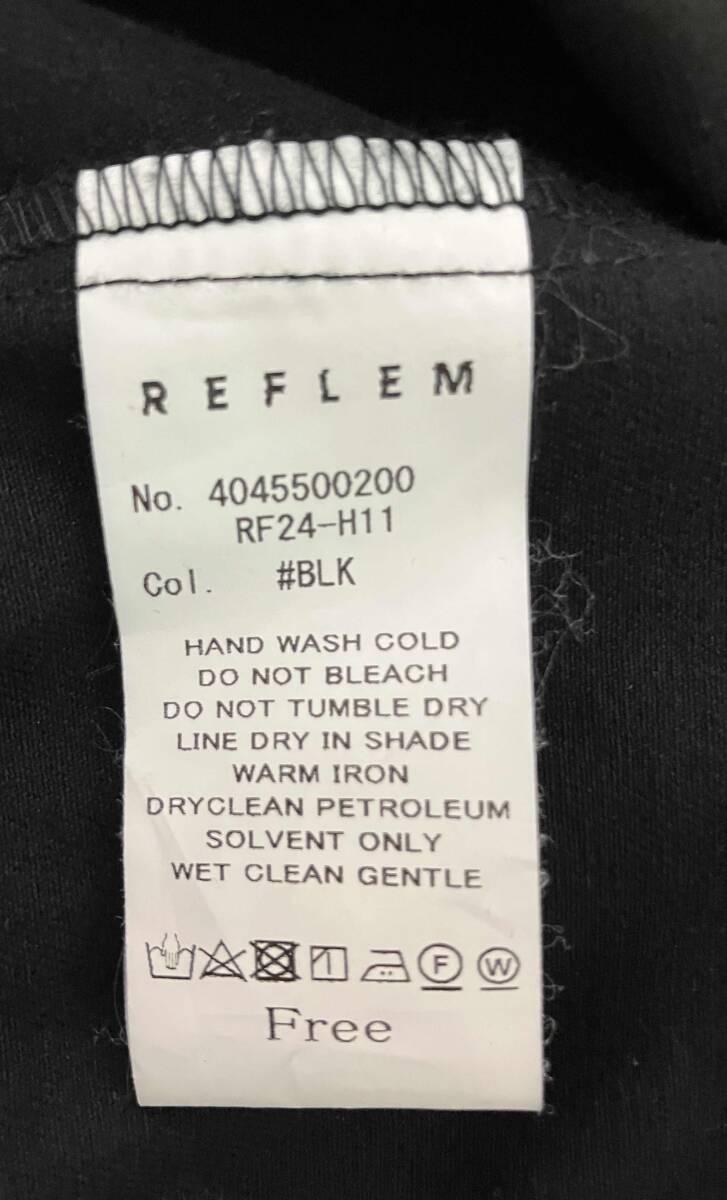 REFLEM
No. 4045500200
RF24-H11
Col. #BLK
HAND WASH COLD
DO NOT BLEACH
DO NOT TUMBLE DRY
LINE DRY IN SHADE
WARM IRON
DRYCLEAN PETROLEUM
SOLVENT ONLY
WET CLEAN GENTLE
F W
Free